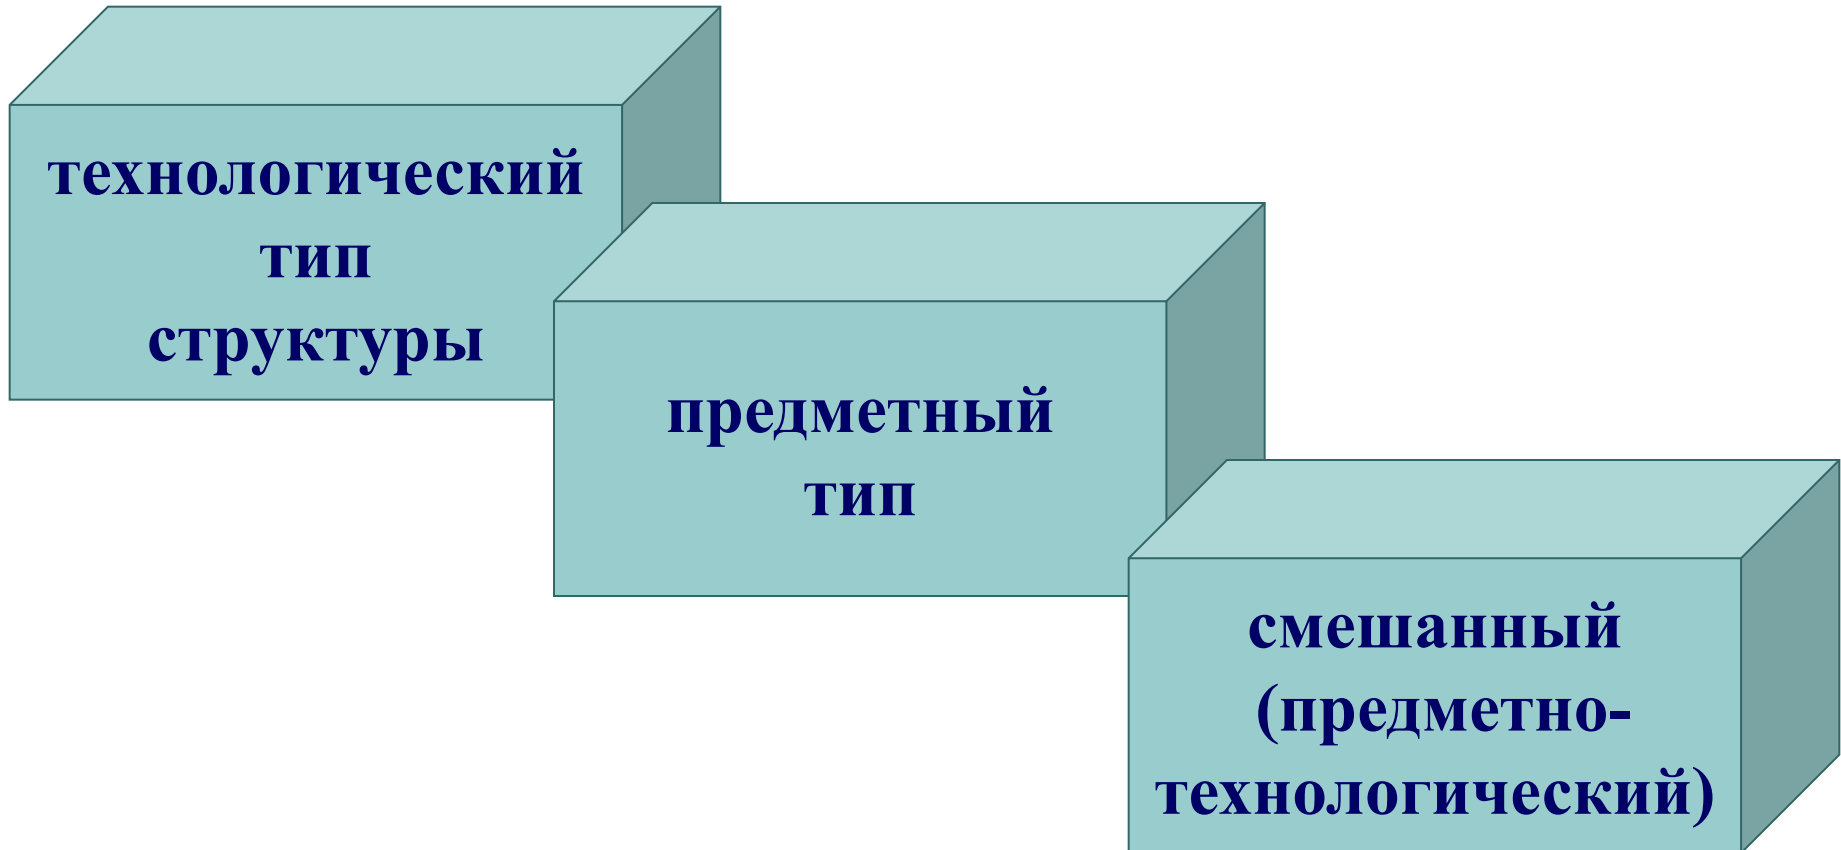 технологический
тип
структуры
предметный
тип
смешанный
(предметно-
технологический)